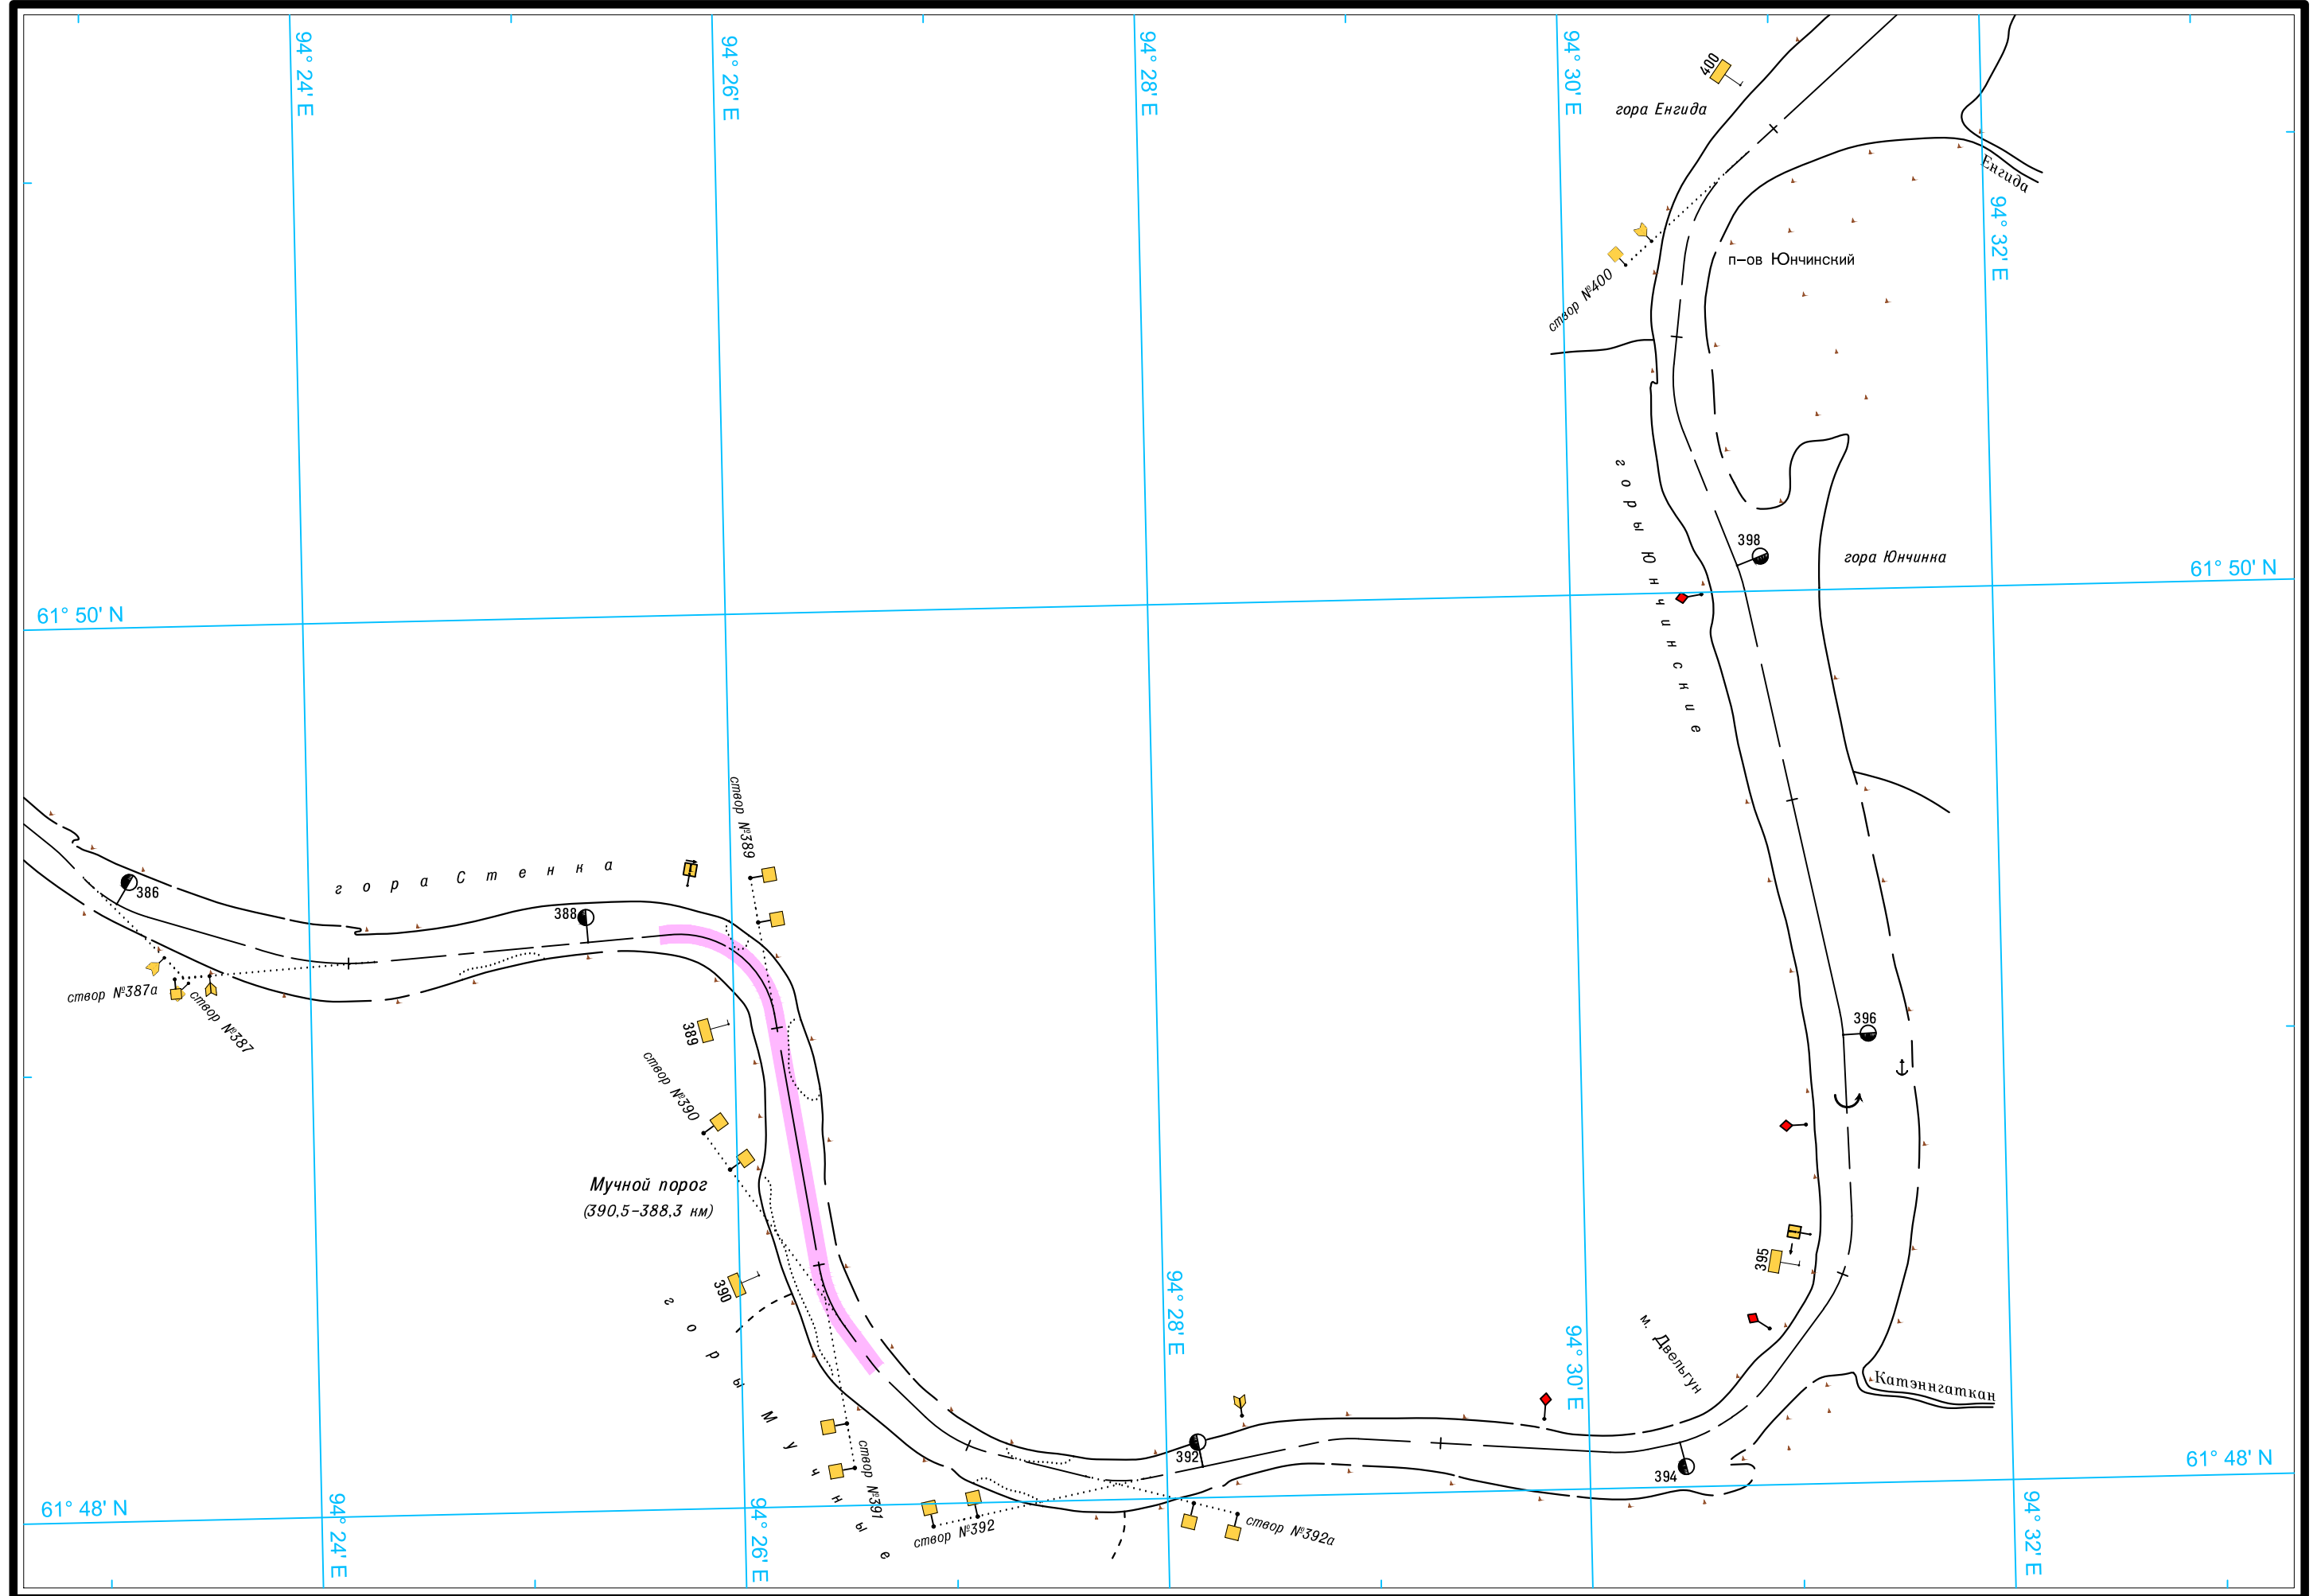 94° 24' E
94° 26' E
94° 28' E
94° 30' E
400
гора Енгида
Енгида
94° 32' E
п-ов Юнчинский
створ №400
горы Юнчинские
398
гора Юнчинка
61° 50' N
61° 50' N
створ №389
гора Стенка
386
388
створ №387а
створ №387
389
396
створ №390
Мучной порог
(390,5-388,3 км)
390
395
горы Мучные
94° 28' E
94° 30' E
м. Двельгун
Катэннгаткан
392
394
створ №391
створ №392
створ №392а
61° 48' N
61° 48' N
94° 24' E
94° 26' E
94° 32' E